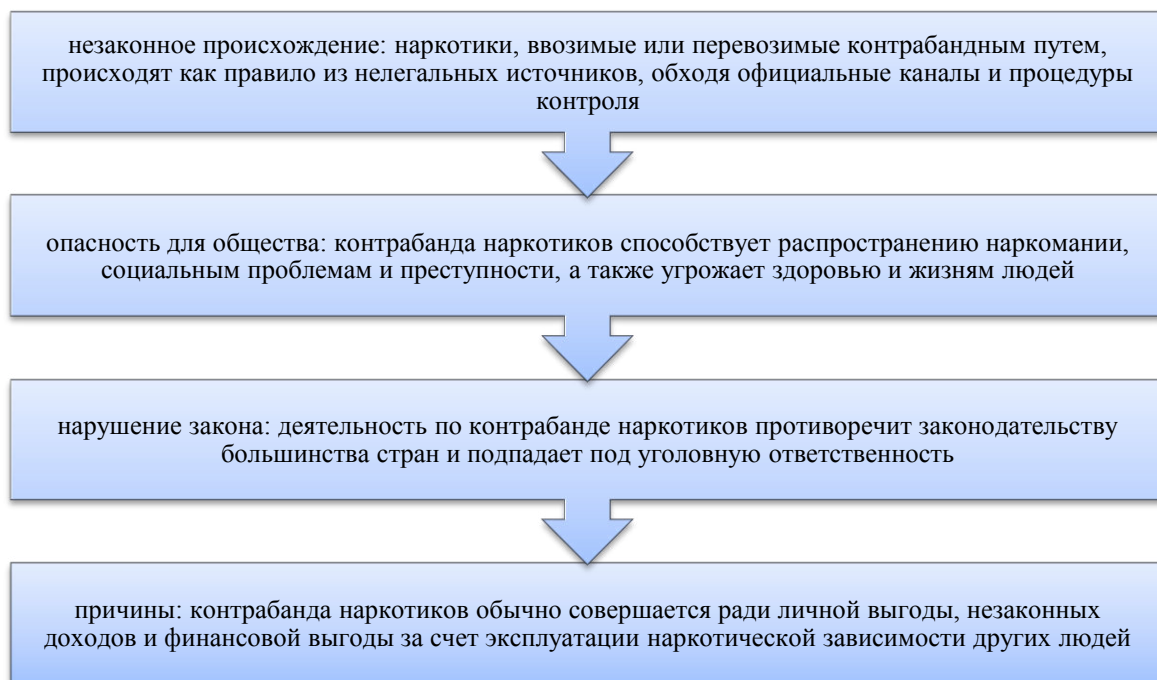 незаконное происхождение: наркотики, ввозимые или перевозимые контрабандным путем,
происходят как правило из нелегальных источников, обходя официальные каналы и процедуры
контроля
опасность для общества: контрабанда наркотиков способствует распространению наркомании,
социальным проблемам и преступности, а также угрожает здоровью и жизням людей
нарушение закона: деятельность по контрабанде наркотиков противоречит законодательству
большинства стран и подпадает под уголовную ответственность
причины: контрабанда наркотиков обычно совершается ради личной выгоды, незаконных
доходов и финансовой выгоды за счет эксплуатации наркотической зависимости других людей